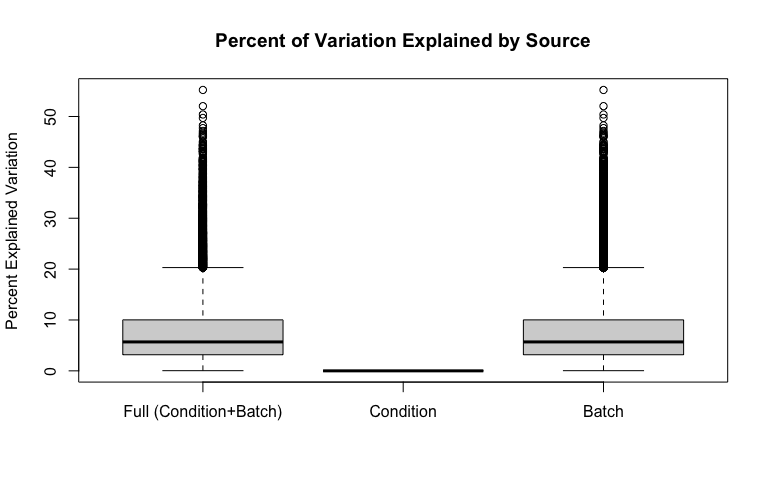 Percent of Variation Explained by Source
Percent Explained Variation
50
40
30
20
10
0
Full (Condition+Batch) Condition Batch